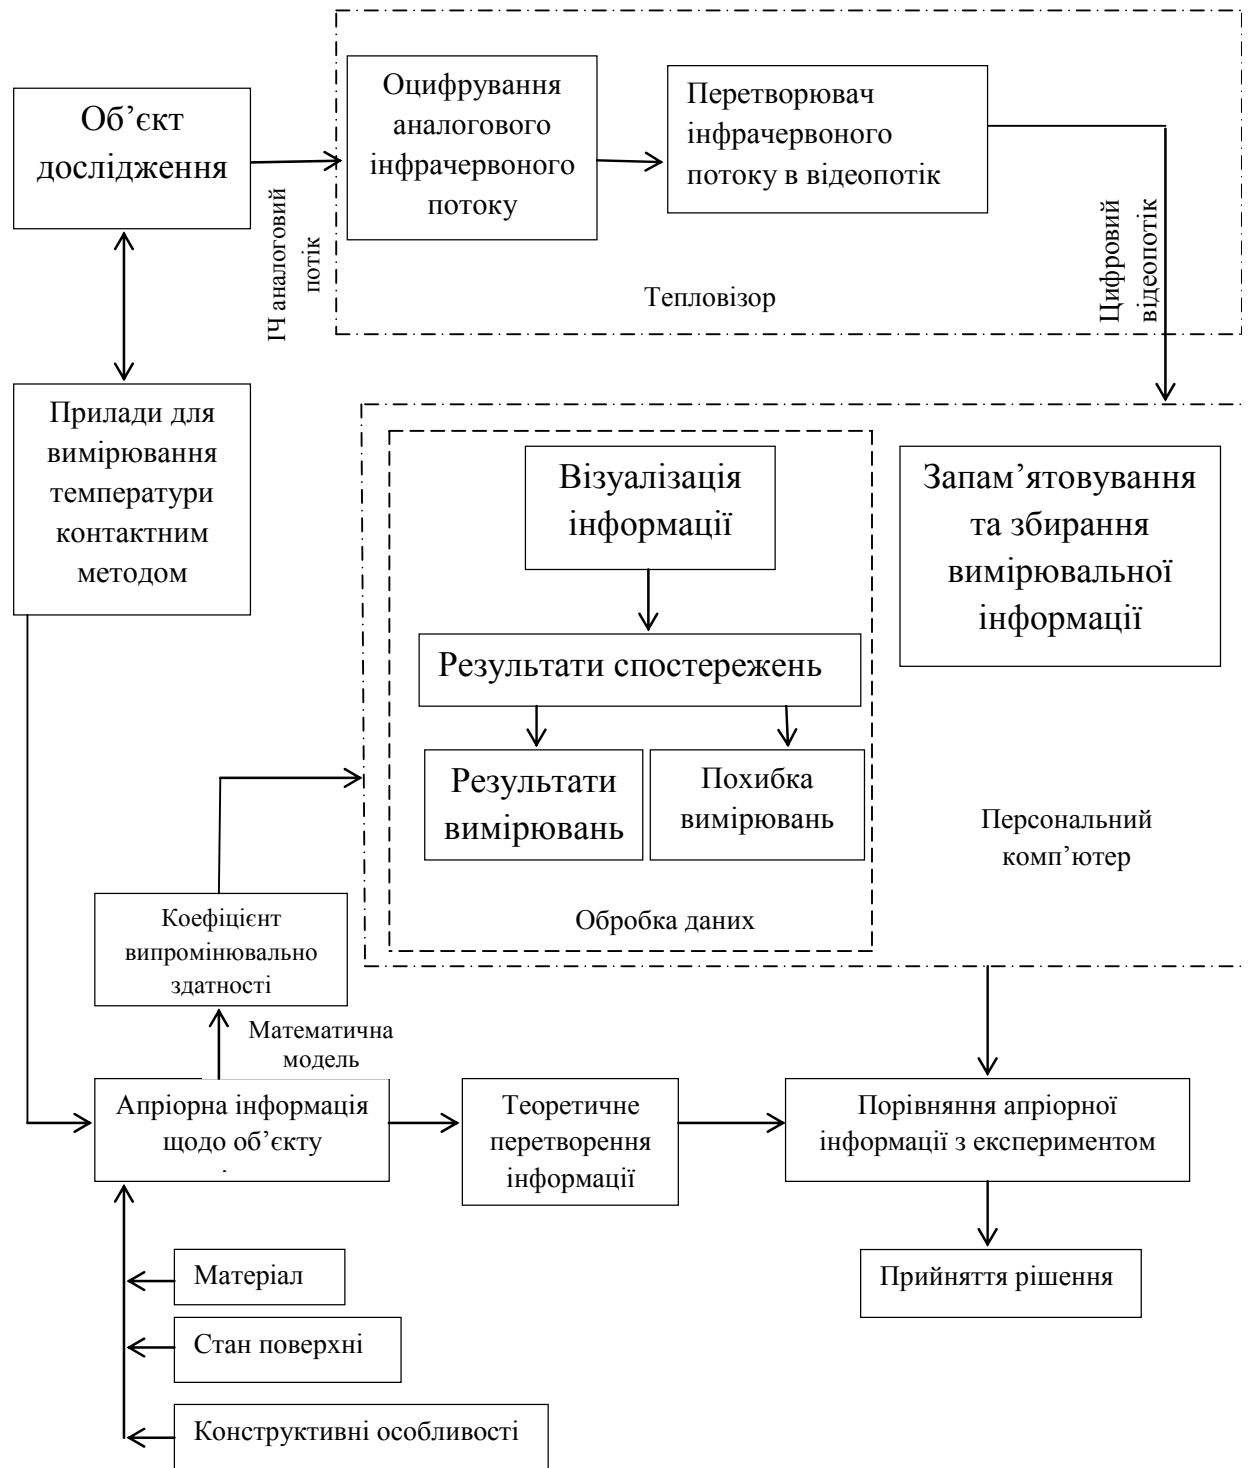 Об’єкт
дослідження
ІЧ аналоговий
потік
Оцифрування
аналогового
інфрачервоного
потоку
Перетворювач
інфрачервоного
потоку в відеопотік
Тепловізор
Цифровий
відеопотік
Прилади для
вимірювання
температури
контактним
методом
Візуалізація
інформації
Результати спостережень
Результати
вимірювань
Похибка
вимірювань
Обробка даних
Запам’ятовування
та збирання
вимірювальної
інформації
Персональний
комп’ютер
Коефіцієнт
випромінювально
здатності
Математична
модель
Апріорна інформація
щодо об’єкту
Теоретичне
перетворення
інформації
Порівняння апріорної
інформації з експериментом
Прийняття рішення
Матеріал
Стан поверхні
Конструктивні особливості